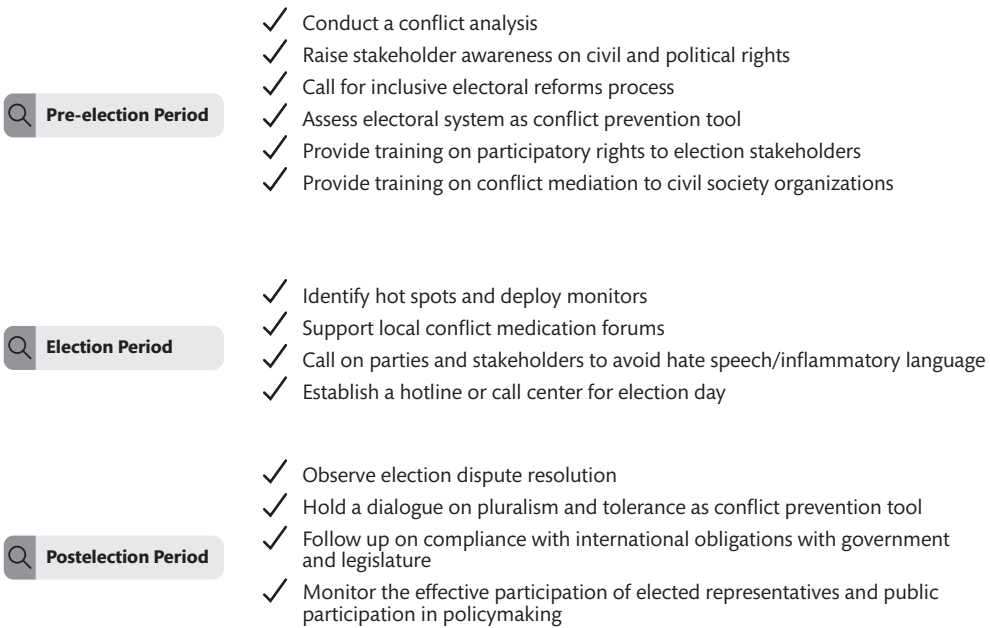 Pre-election Period
Conduct a conflict analysis
Raise stakeholder awareness on civil and political rights
Call for inclusive electoral reforms process
Assess electoral system as conflict prevention tool
Provide training on participatory rights to election stakeholders
Provide training on conflict mediation to civil society organizations
Election Period
Identify hot spots and deploy monitors
Support local conflict medication forums
Call on parties and stakeholders to avoid hate speech/inflammatory language
Establish a hotline or call center for election day
Postelection Period
Observe election dispute resolution
Hold a dialogue on pluralism and tolerance as conflict prevention tool
Follow up on compliance with international obligations with government
and legislature
Monitor the effective participation of elected representatives and public
participation in policymaking